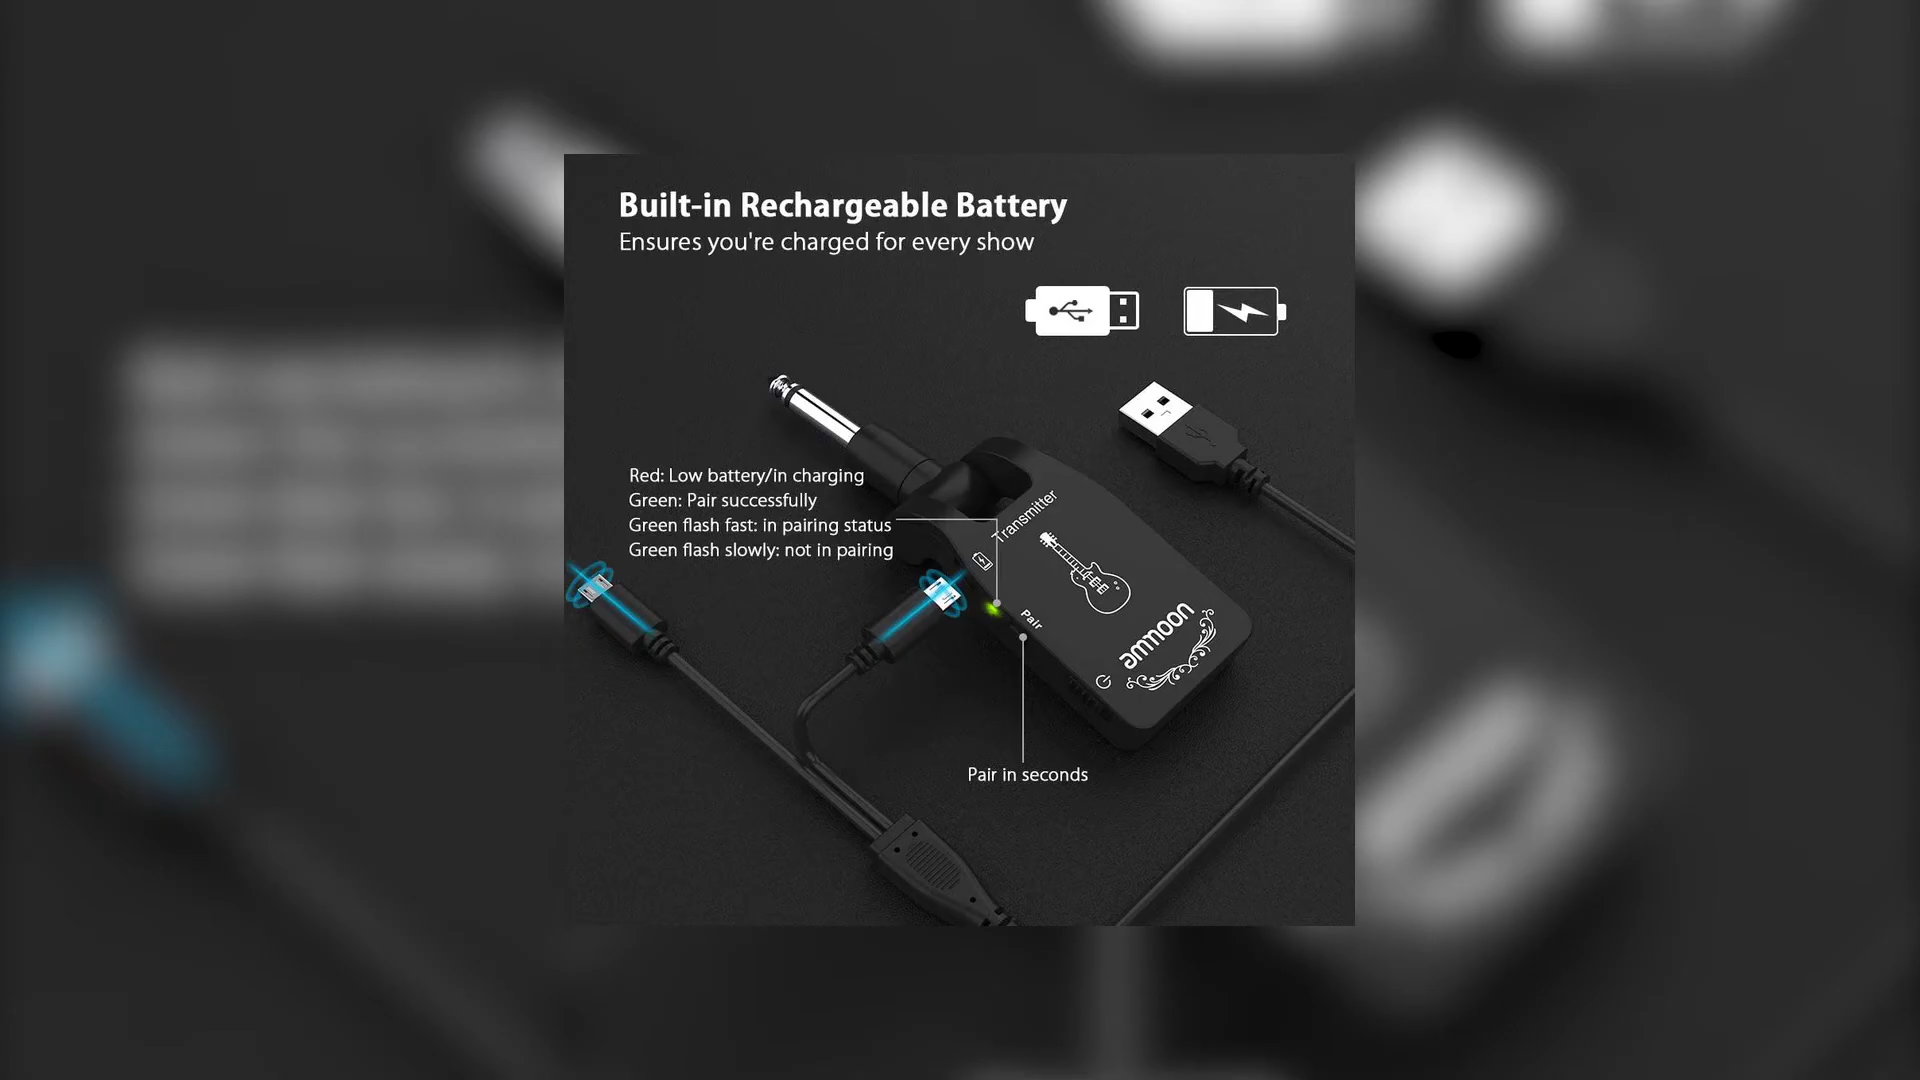 Built-in Rechargeable Battery
Ensures you're charged for every show
Red: Low battery/in charging
Green: Pair successfully
Green flash fast: in pairing status
Green flash slowly: not in pairing
Transmitter
Pair
ammoon
Pair in seconds